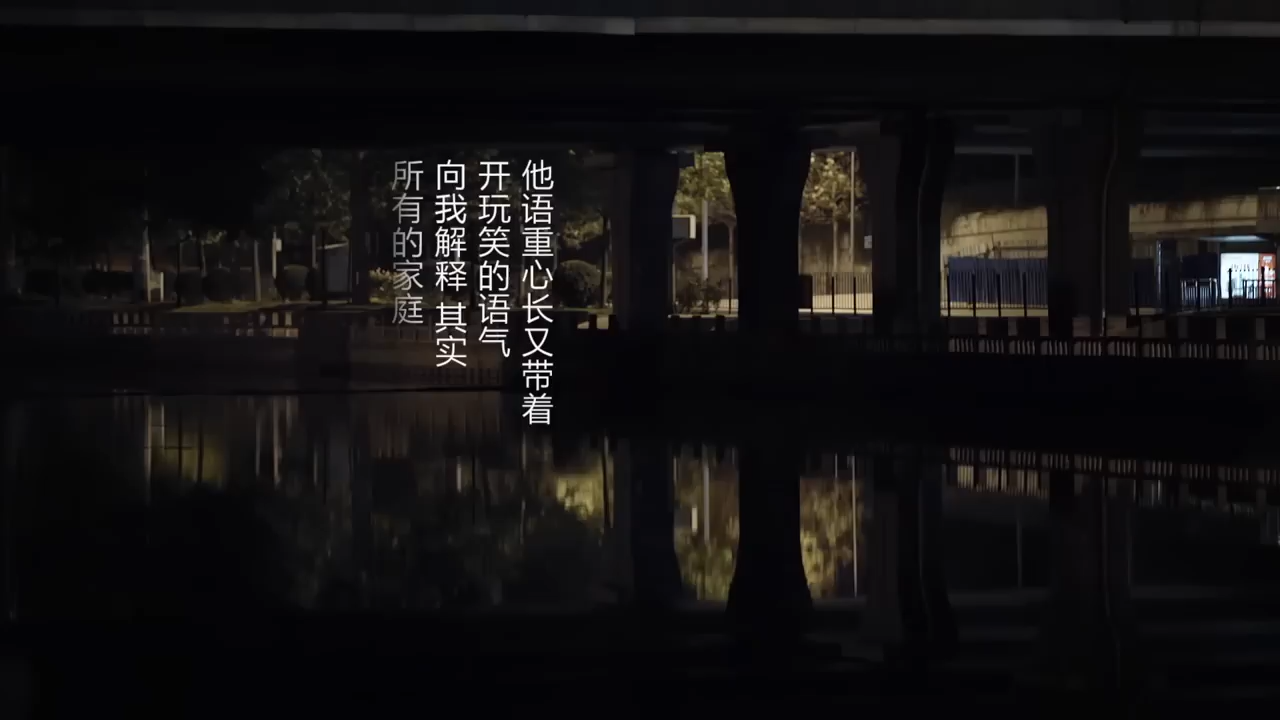 他语重心长又带着
开玩笑的语气
向我解释 其实
所有的家庭